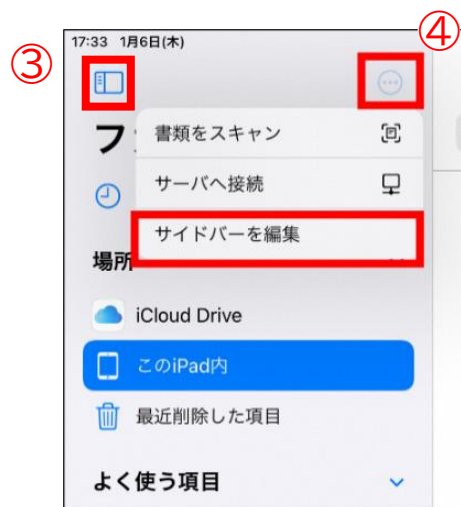 17:33 1月6日(木)
④
③
フ
書類をスキャン
サーバへ接続
サイドバーを編集
場所
iCloud Drive
このiPad内
最近削除した項目
よく使う項目